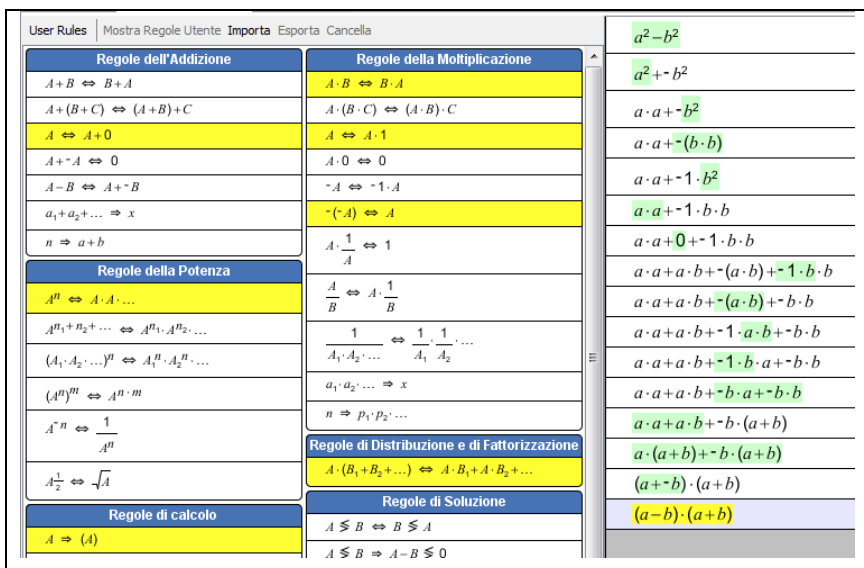 User Rules Mostra Regole Utente Importa Esporta Cancella
Regole dell'Addizione
A+B ⇔ B+A
A+(B+C) ⇔ (A+B)+C
A ⇔ A+0
A+⁻A ⇔ 0
A−B ⇔ A+⁻B
a₁+a₂+… ⇒ x
n ⇒ a+b
Regole della Potenza
Aⁿ ⇔ A·A·…
A^(n₁+n₂+…) ⇔ A^n₁·A^n₂·…
(A₁·A₂·…)ⁿ ⇔ A₁ⁿ·A₂ⁿ·…
(Aⁿ)ᵐ ⇔ A^(n·m)
A⁻ⁿ ⇔ 1/Aⁿ
A^½ ⇔ √A
Regole di calcolo
A ⇒ (A)
Regole della Moltiplicazione
A·B ⇔ B·A
A·(B·C) ⇔ (A·B)·C
A ⇔ A·1
A·0 ⇔ 0
⁻A ⇔ ⁻1·A
⁻(⁻A) ⇔ A
A·1/A ⇔ 1
A/B ⇔ A·1/B
1/(A₁·A₂·…) ⇔ 1/A₁·1/A₂·…
a₁·a₂·… ⇒ x
n ⇒ p₁·p₂·…
Regole di Distribuzione e di Fattorizzazione
A·(B₁+B₂+…) ⇔ A·B₁+A·B₂+…
Regole di Soluzione
A ≶ B ⇔ B ≶ A
A ≶ B ⇒ A−B ≶ 0
a²−b²
a²+⁻b²
a·a+⁻b²
a·a+⁻(b·b)
a·a+⁻1·b²
a·a+⁻1·b·b
a·a+0+⁻1·b·b
a·a+a·b+⁻(a·b)+⁻1·b·b
a·a+a·b+⁻(a·b)+⁻b·b
a·a+a·b+⁻1·a·b+⁻b·b
a·a+a·b+⁻1·b·a+⁻b·b
a·a+a·b+⁻b·a+⁻b·b
a·a+a·b+⁻b·(a+b)
a·(a+b)+⁻b·(a+b)
(a+⁻b)·(a+b)
(a−b)·(a+b)